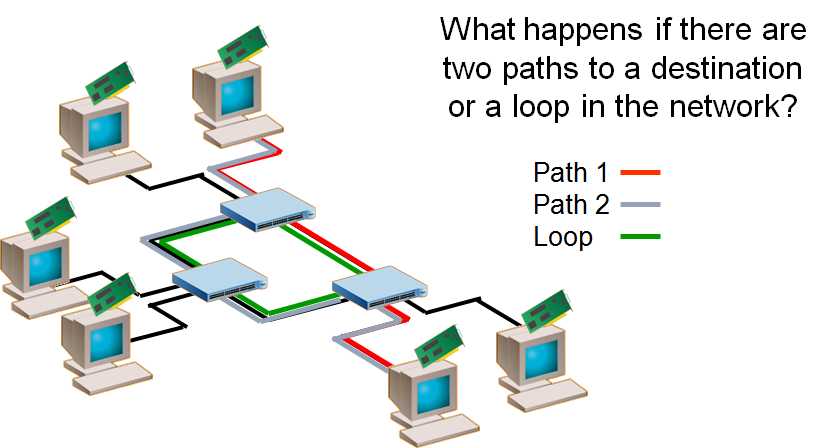 What happens if there are
two paths to a destination
or a loop in the network?
Path 1
Path 2
Loop